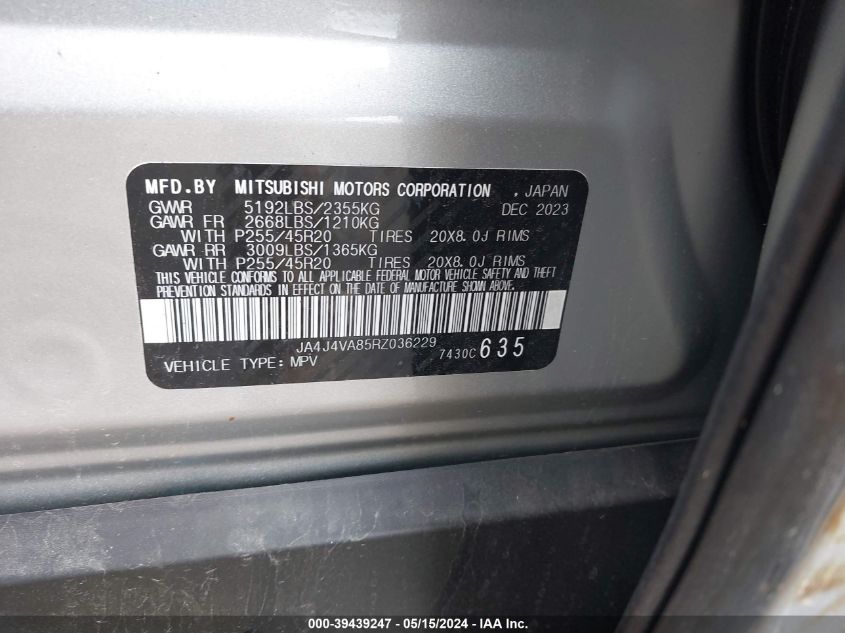 MFD.BY MITSUBISHI MOTORS CORPORATION , JAPAN
GVWR 5192LBS/2355KG DEC 2023
GAWR FR 2668LBS/1210KG
WITH P255/45R20 TIRES 20X8.0J RIMS
GAWR RR 3009LBS/1365KG
WITH P255/45R20 TIRES 20X8.0J RIMS
THIS VEHICLE CONFORMS TO ALL APPLICABLE FEDERAL MOTOR VEHICLE SAFETY AND THEFT
PREVENTION STANDARDS IN EFFECT ON THE DATE OF MANUFACTURE SHOWN ABOVE.
JA4J4VA85RZ036229
VEHICLE TYPE: MPV 7430C 635
000-39439247 - 05/15/2024 - IAAI.com